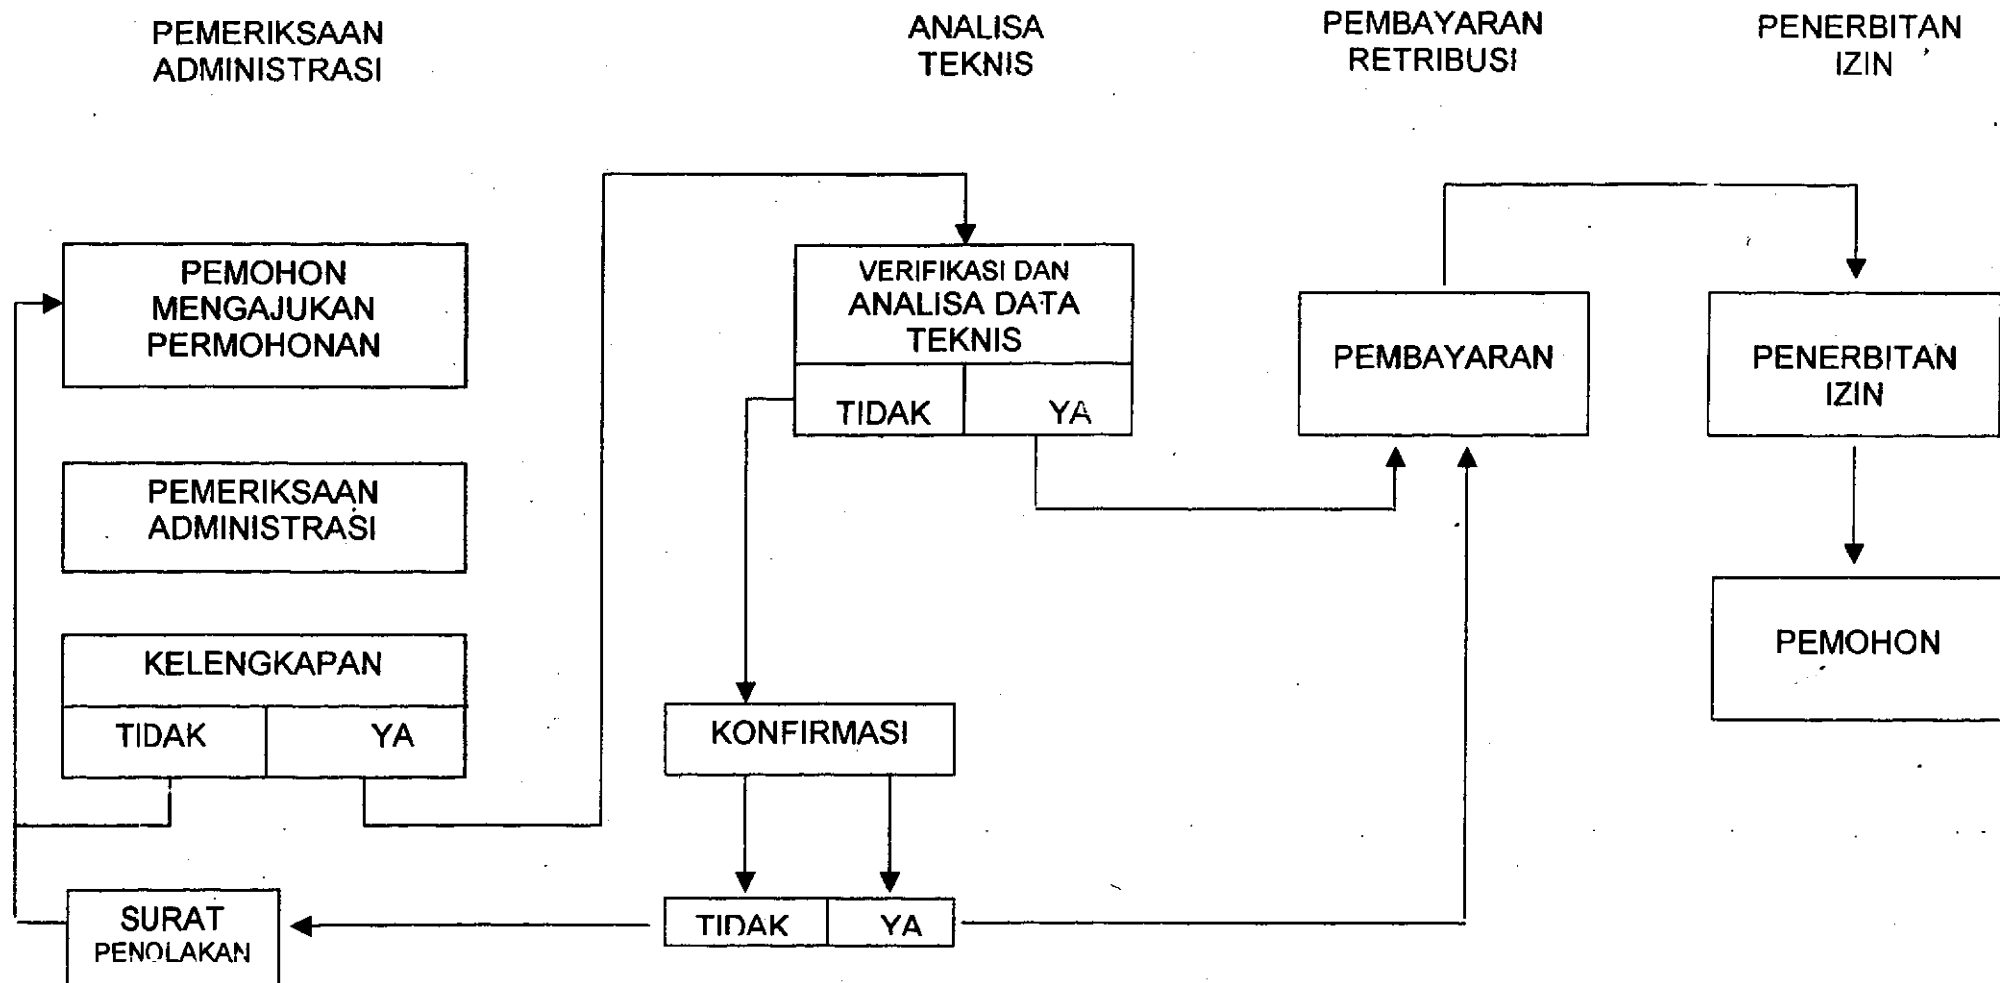 PEMERIKSAAN
ADMINISTRASI
ANALISA
TEKNIS
PEMBAYARAN
RETRIBUSI
PENERBITAN
IZIN
PEMOHON
MENGAJUKAN
PERMOHONAN
PEMERIKSAAN
ADMINISTRASI
KELENGKAPAN
TIDAK YA
SURAT
PENOLAKAN
VERIFIKASI DAN
ANALISA DATA
TEKNIS
TIDAK YA
KONFIRMASI
TIDAK YA
PEMBAYARAN
PENERBITAN
IZIN
PEMOHON